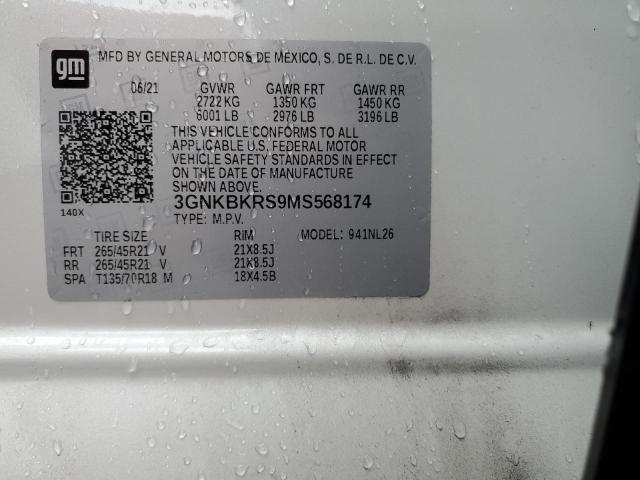 gm
MFD BY GENERAL MOTORS DE MEXICO, S. DE R.L. DE C.V.
06/21 GVWR GAWR FRT GAWR RR
2722 KG 1350 KG 1450 KG
6001 LB 2976 LB 3196 LB
THIS VEHICLE CONFORMS TO ALL
APPLICABLE U.S. FEDERAL MOTOR
VEHICLE SAFETY STANDARDS IN EFFECT
ON THE DATE OF MANUFACTURE
SHOWN ABOVE.
140X
3GNKBKRS9MS568174
TYPE: M.P.V.
TIRE SIZE RIM MODEL: 941NL26
FRT 265/45R21 V 21X8.5J
RR 265/45R21 V 21X8.5J
SPA T135/70R18 M 18X4.5B